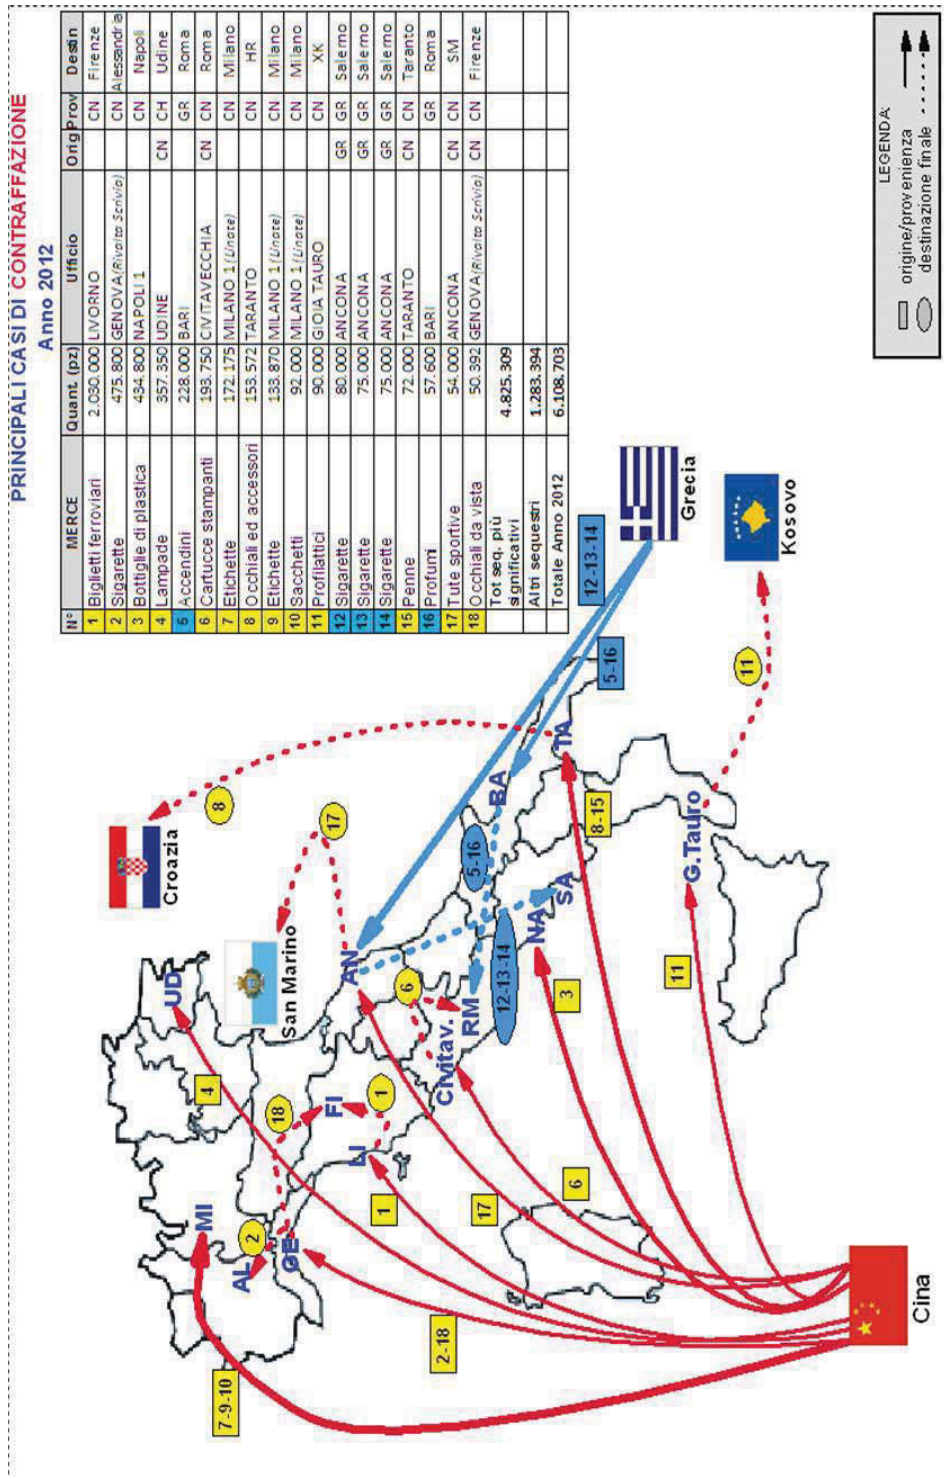 PRINCIPALI CASI DI CONTRAFFAZIONE
Anno 2012
N° MERCE Quant. (pz) Ufficio Orig Prov Destin
1 Biglietti ferroviari 2.030.000 LIVORNO CN Firenze
2 Sigarette 475.800 GENOVA (Rivalta Scrivia) CN Alessandria
3 Bottiglie di plastica 434.800 NAPOLI 1 CN Napoli
4 Lampade 357.350 UDINE CN CH Udine
5 Accendini 228.000 BARI GR Roma
6 Cartucce stampanti 193.750 CIVITAVECCHIA CN CN Roma
7 Etichette 172.175 MILANO 1 (Linate) CN Milano
8 Occhiali ed accessori 153.572 TARANTO CN HR
9 Etichette 133.870 MILANO 1 (Linate) CN Milano
10 Sacchetti 92.000 MILANO 1 (Linate) CN Milano
11 Profilattici 90.000 GIOIA TAURO CN XK
12 Sigarette 80.000 ANCONA GR GR Salerno
13 Sigarette 75.000 ANCONA GR GR Salerno
14 Sigarette 75.000 ANCONA GR GR Salerno
15 Penne 72.000 TARANTO CN CN Taranto
16 Profumi 57.600 BARI GR Roma
17 Tute sportive 54.000 ANCONA CN CN SM
18 Occhiali da vista 50.392 GENOVA (Rivalta Scrivia) CN CN Firenze
Tot seq. più
significativi 4.825.309
Altri sequestri 1.283.394
Totale Anno 2012 6.108.703
LEGENDA:
origine/provenienza
destinazione finale
Croazia
8
UD
San Marino
17
4
MI
7-9-10
AL
2
GE
18
FI
1
LI
1
2-18
AN
6
Civitav.
RM
5-16
12-13-14
BA
NA
SA
TA
5-16
12-13-14
Grecia
8-15
3
17
6
G.Tauro
11
11
Kosovo
Cina